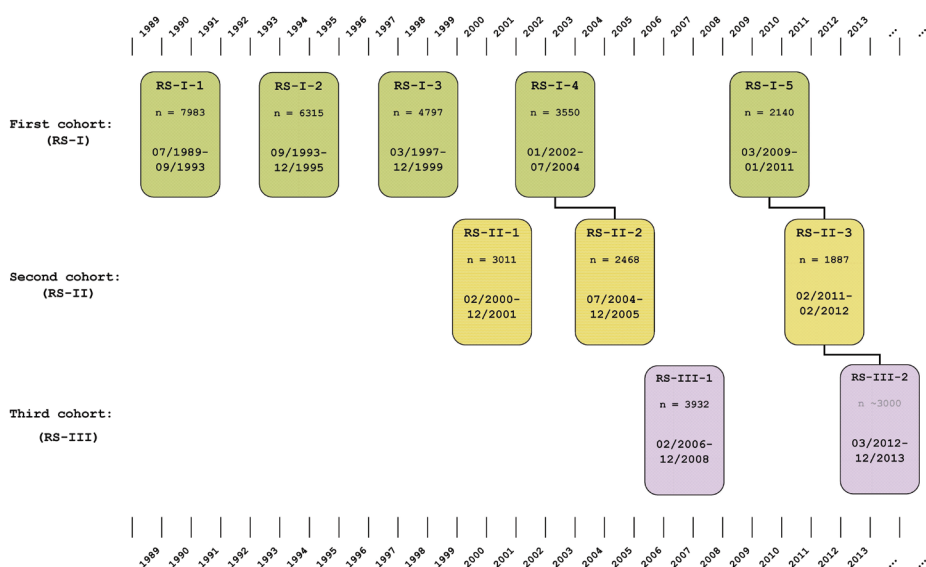 1989 1990 1991 1992 1993 1994 1995 1996 1997 1998 1999 2000 2001 2002 2003 2004 2005 2006 2007 2008 2009 2010 2011 2012 2013 ... ...
First cohort:
(RS-I)
RS-I-1
n = 7983
07/1989-
09/1993
RS-I-2
n = 6315
09/1993-
12/1995
RS-I-3
n = 4797
03/1997-
12/1999
RS-I-4
n = 3550
01/2002-
07/2004
RS-I-5
n = 2140
03/2009-
01/2011
Second cohort:
(RS-II)
RS-II-1
n = 3011
02/2000-
12/2001
RS-II-2
n = 2468
07/2004-
12/2005
RS-II-3
n = 1887
02/2011-
02/2012
Third cohort:
(RS-III)
RS-III-1
n = 3932
02/2006-
12/2008
RS-III-2
n ~3000
03/2012-
12/2013
1989 1990 1991 1992 1993 1994 1995 1996 1997 1998 1999 2000 2001 2002 2003 2004 2005 2006 2007 2008 2009 2010 2011 2012 2013 ... ...